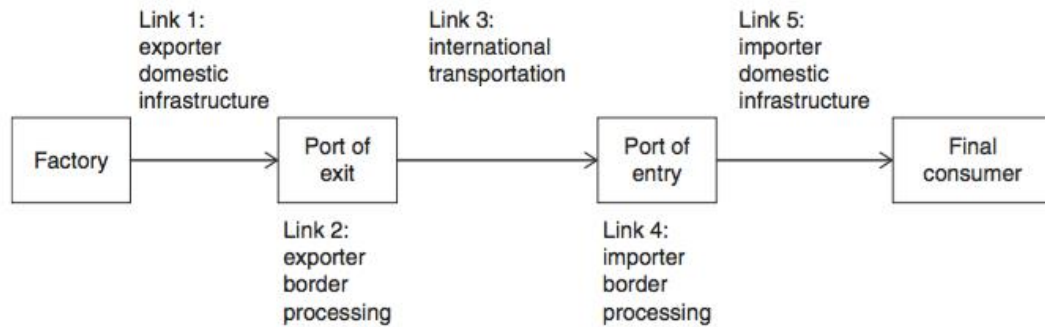 Link 1:
exporter
domestic
infrastructure
Link 3:
international
transportation
Link 5:
importer
domestic
infrastructure
Factory
Port of
exit
Port of
entry
Final
consumer
Link 2:
exporter
border
processing
Link 4:
importer
border
processing